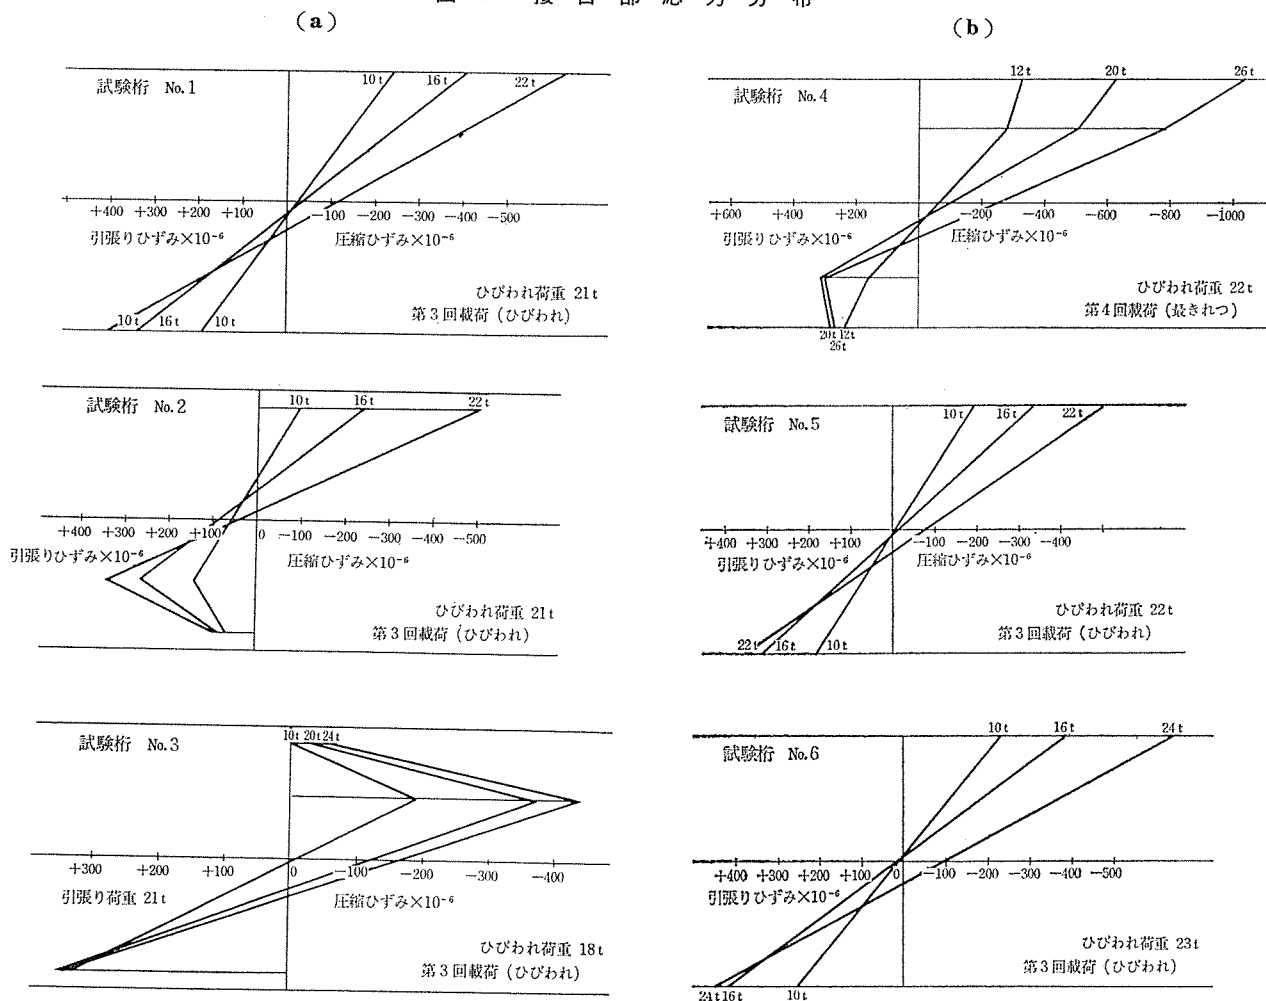 接合部応力分布
(a)
試験桁 No.1
10t 16t 22t
+400 +300 +200 +100 -100 -200 -300 -400 -500
引張りひずみ×10⁻⁶ 圧縮ひずみ×10⁻⁶
ひびわれ荷重 21t
第3回載荷(ひびわれ)
10t 16t 10t
試験桁 No.2
10t 16t 22t
+400 +300 +200 +100 0 -100 -200 -300 -400 -500
引張りひずみ×10⁻⁶ 圧縮ひずみ×10⁻⁶
ひびわれ荷重 21t
第3回載荷(ひびわれ)
試験桁 No.3
10t 20t 24t
+300 +200 +100 0 -100 -200 -300 -400
引張り荷重 21t 圧縮ひずみ×10⁻⁶
ひびわれ荷重 18t
第3回載荷(ひびわれ)
(b)
試験桁 No.4
12t 20t 26t
+600 +400 +200 -200 -400 -600 -800 -1000
引張りひずみ×10⁻⁶ 圧縮ひずみ×10⁻⁶
ひびわれ荷重 22t
第4回載荷(最きれつ)
20t 12t
26t
試験桁 No.5
10t 16t 22t
+400 +300 +200 +100 -100 -200 -300 -400
引張りひずみ×10⁻⁶ 圧縮ひずみ×10⁻⁶
ひびわれ荷重 22t
第3回載荷(ひびわれ)
22t 16t 10t
試験桁 No.6
10t 16t 24t
+400 +300 +200 +100 0 -100 -200 -300 -400 -500
引張りひずみ×10⁻⁶ 圧縮ひずみ×10⁻⁶
ひびわれ荷重 23t
第3回載荷(ひびわれ)
24t 16t 10t